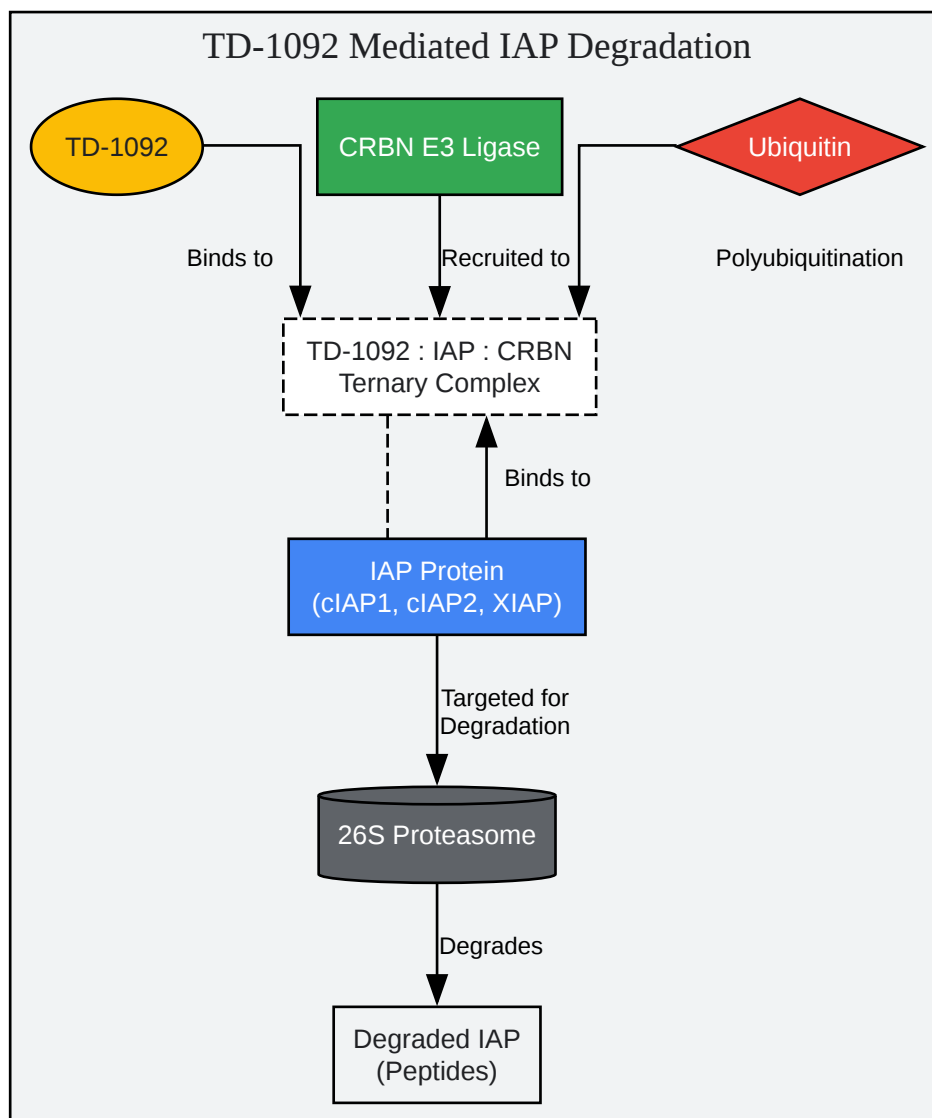 TD-1092 Mediated IAP Degradation
TD-1092
CRBN E3 Ligase
Ubiquitin
Binds to
Recruited to
Polyubiquitination
TD-1092 : IAP : CRBN
Ternary Complex
Binds to
IAP Protein
(cIAP1, cIAP2, XIAP)
Targeted for
Degradation
26S Proteasome
Degrades
Degraded IAP
(Peptides)